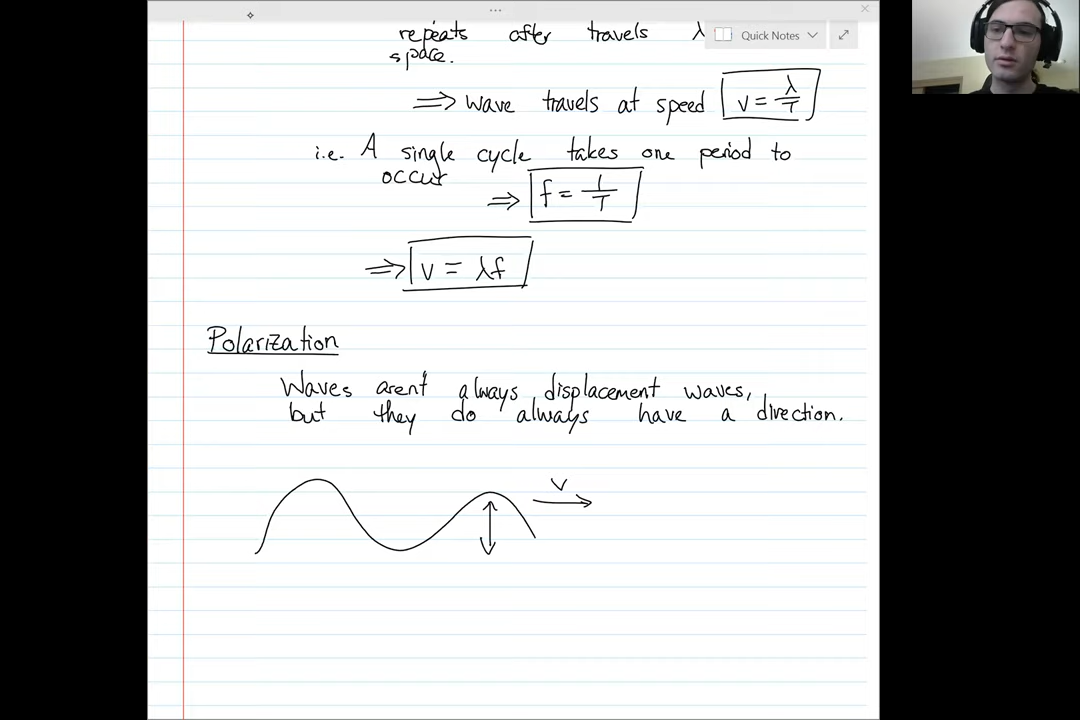 repeats after travels λ
Quick Notes
space.
⟹ wave travels at speed v = λ/T
i.e. A single cycle takes one period to
occur
⟹ f = 1/T
⟹ v = λf
Polarization
Waves aren't always displacement waves,
but they do always have a direction.
v